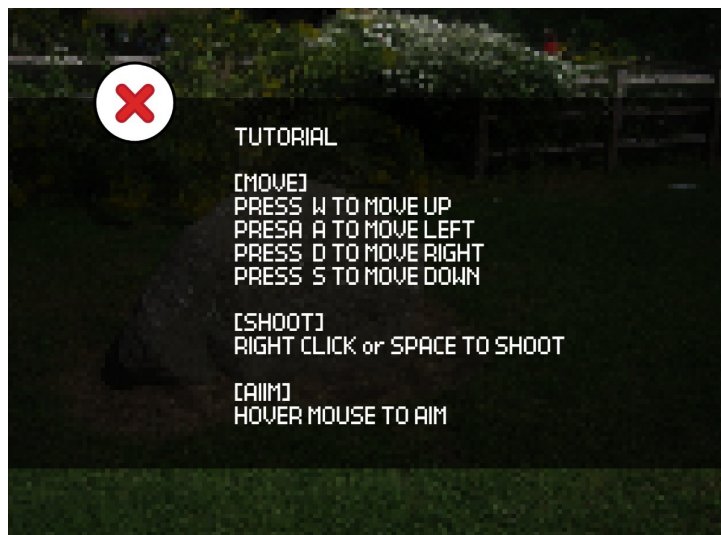 TUTORIAL
[MOVE]
PRESS W TO MOVE UP
PRESA A TO MOVE LEFT
PRESS D TO MOVE RIGHT
PRESS S TO MOVE DOWN
[SHOOT]
RIGHT CLICK or SPACE TO SHOOT
[AIIM]
HOVER MOUSE TO AIM